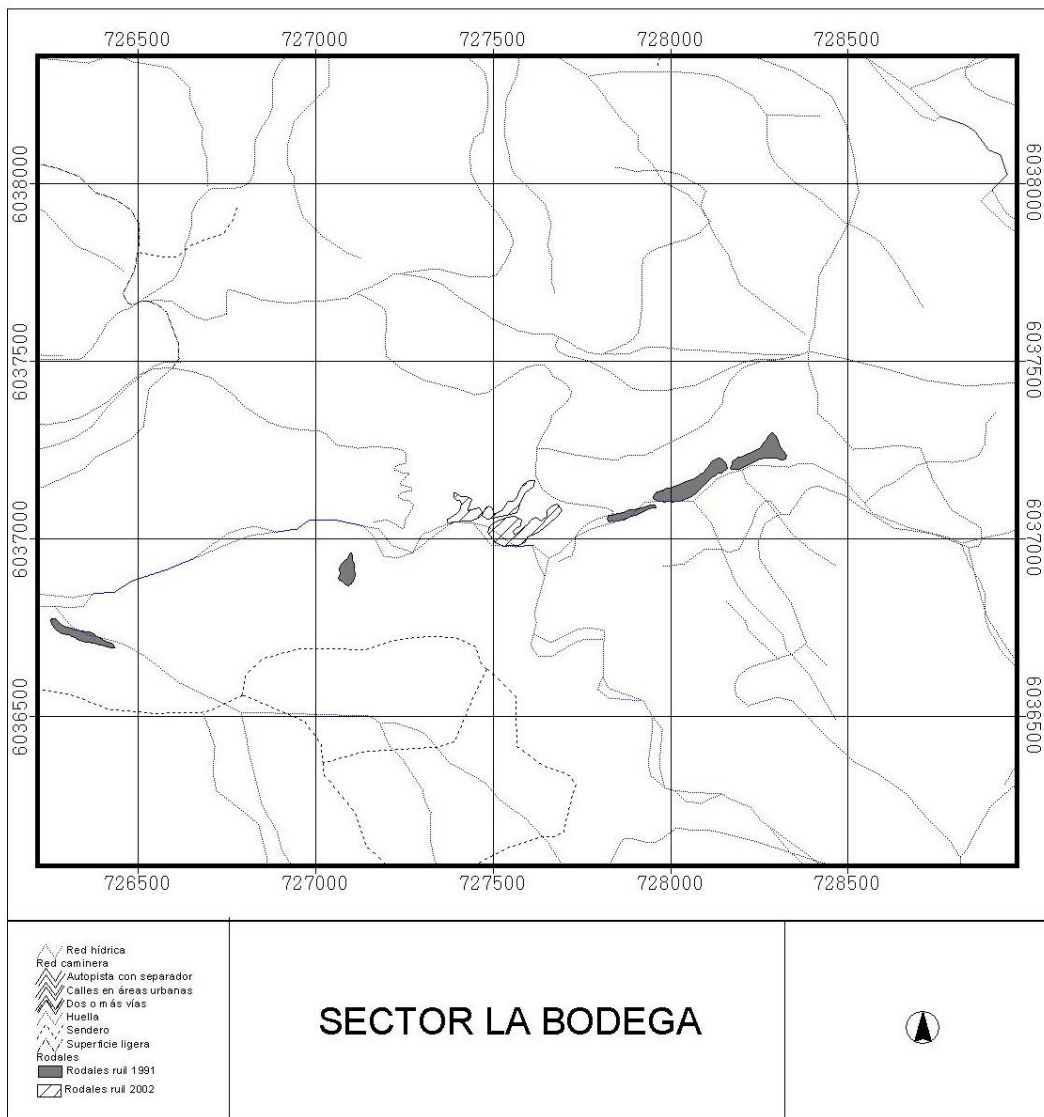 726500 727000 727500 728000 728500
6038000 6038000
6037500 6037500
6037000 6037000
6036500 6036500
726500 727000 727500 728000 728500
Red hídrica
Red caminera
Autopista con separador
Calles en áreas urbanas
Dos o más vías
Huella
Sendero
Superficie ligera
Rodales
Rodales ruil 1991
Rodales ruil 2002
SECTOR LA BODEGA